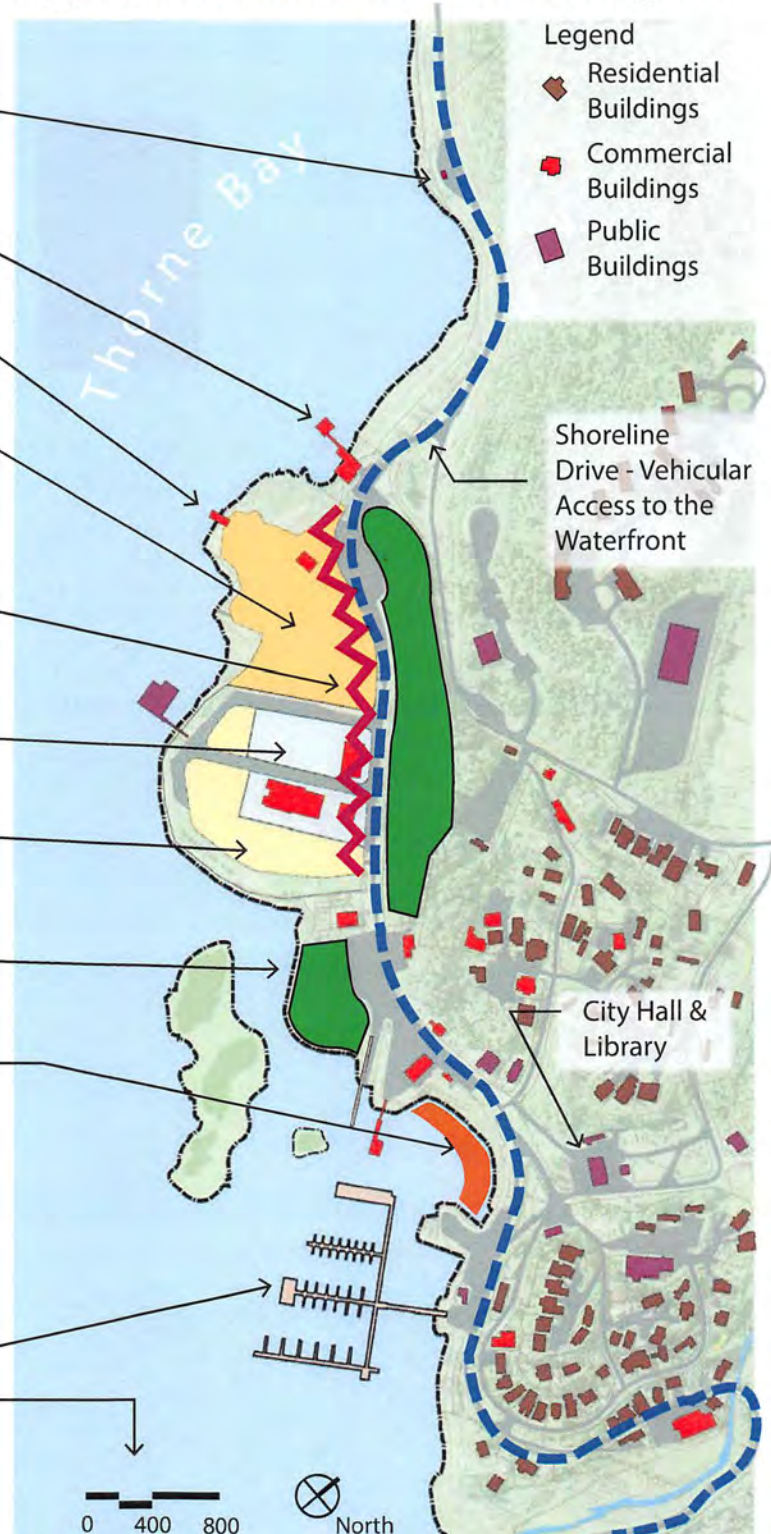 Legend
Residential
Buildings
Commercial
Buildings
Public
Buildings
Thorne Bay
Shoreline
Drive - Vehicular
Access to the
Waterfront
City Hall &
Library
0 400 800
North